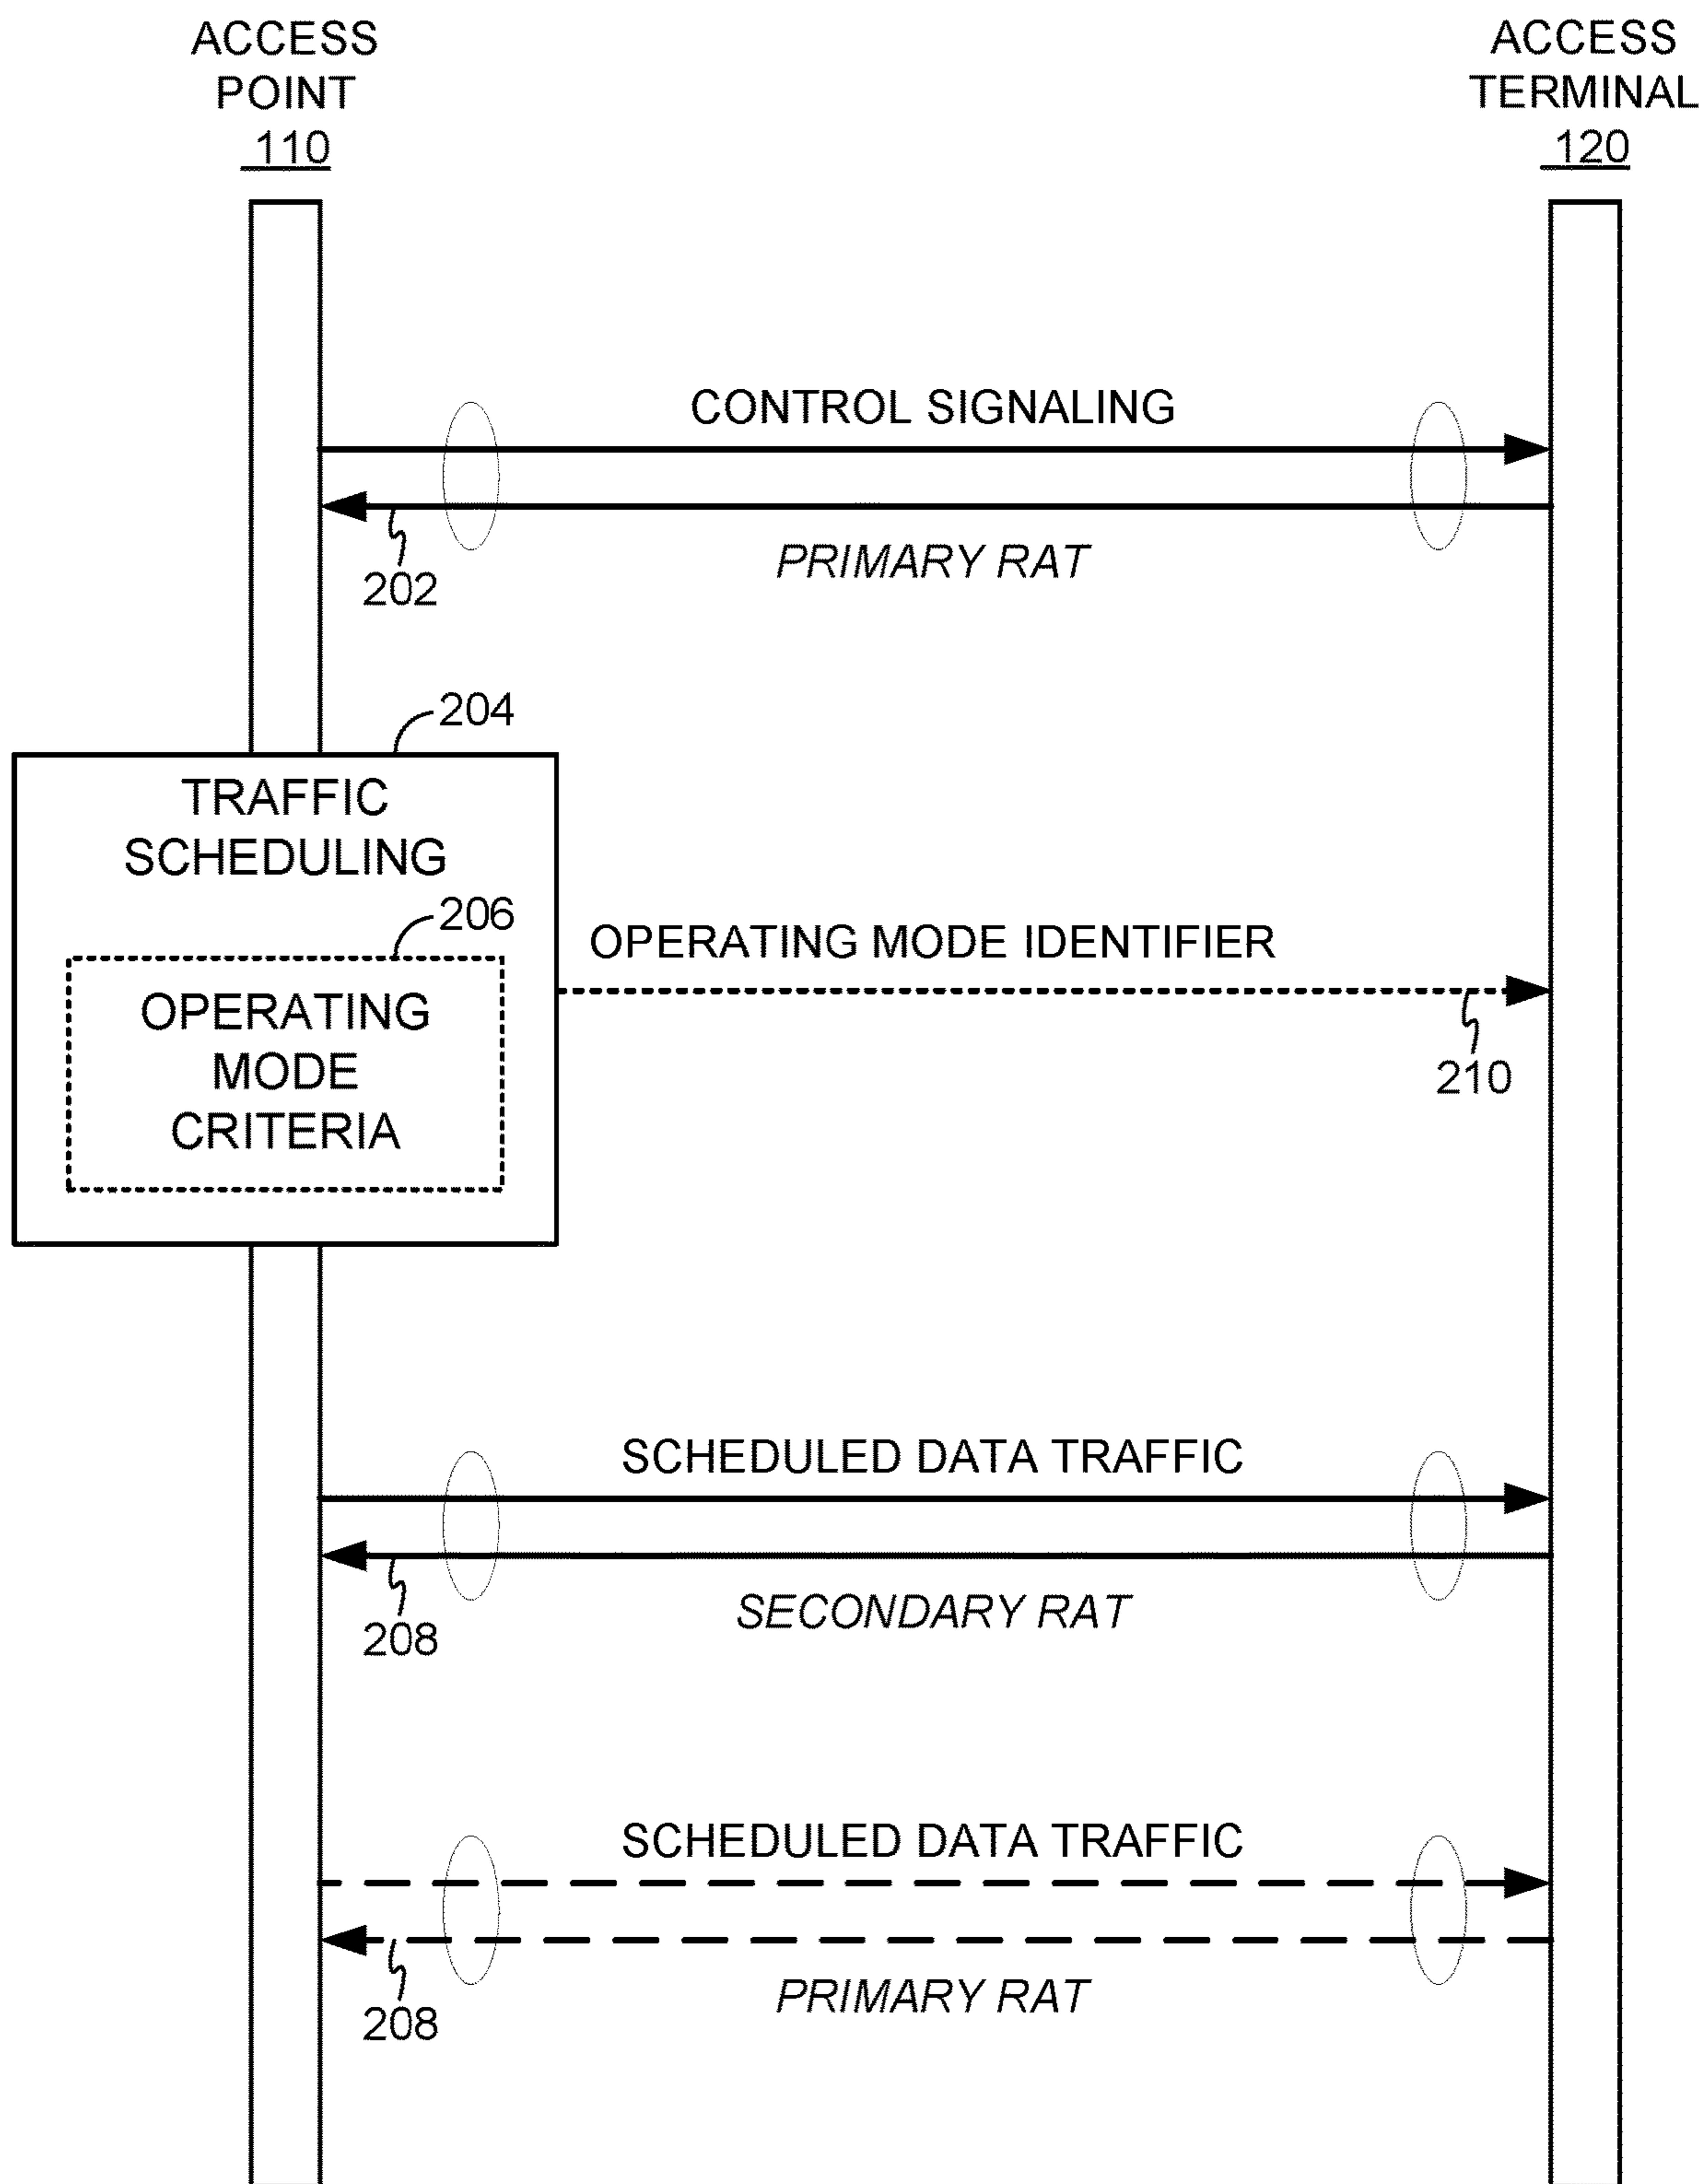 ACCESS
POINT
110
ACCESS
TERMINAL
120
CONTROL SIGNALING
PRIMARY RAT
202
204
TRAFFIC
SCHEDULING
206
OPERATING
MODE
CRITERIA
OPERATING MODE IDENTIFIER
210
SCHEDULED DATA TRAFFIC
SECONDARY RAT
208
SCHEDULED DATA TRAFFIC
PRIMARY RAT
208